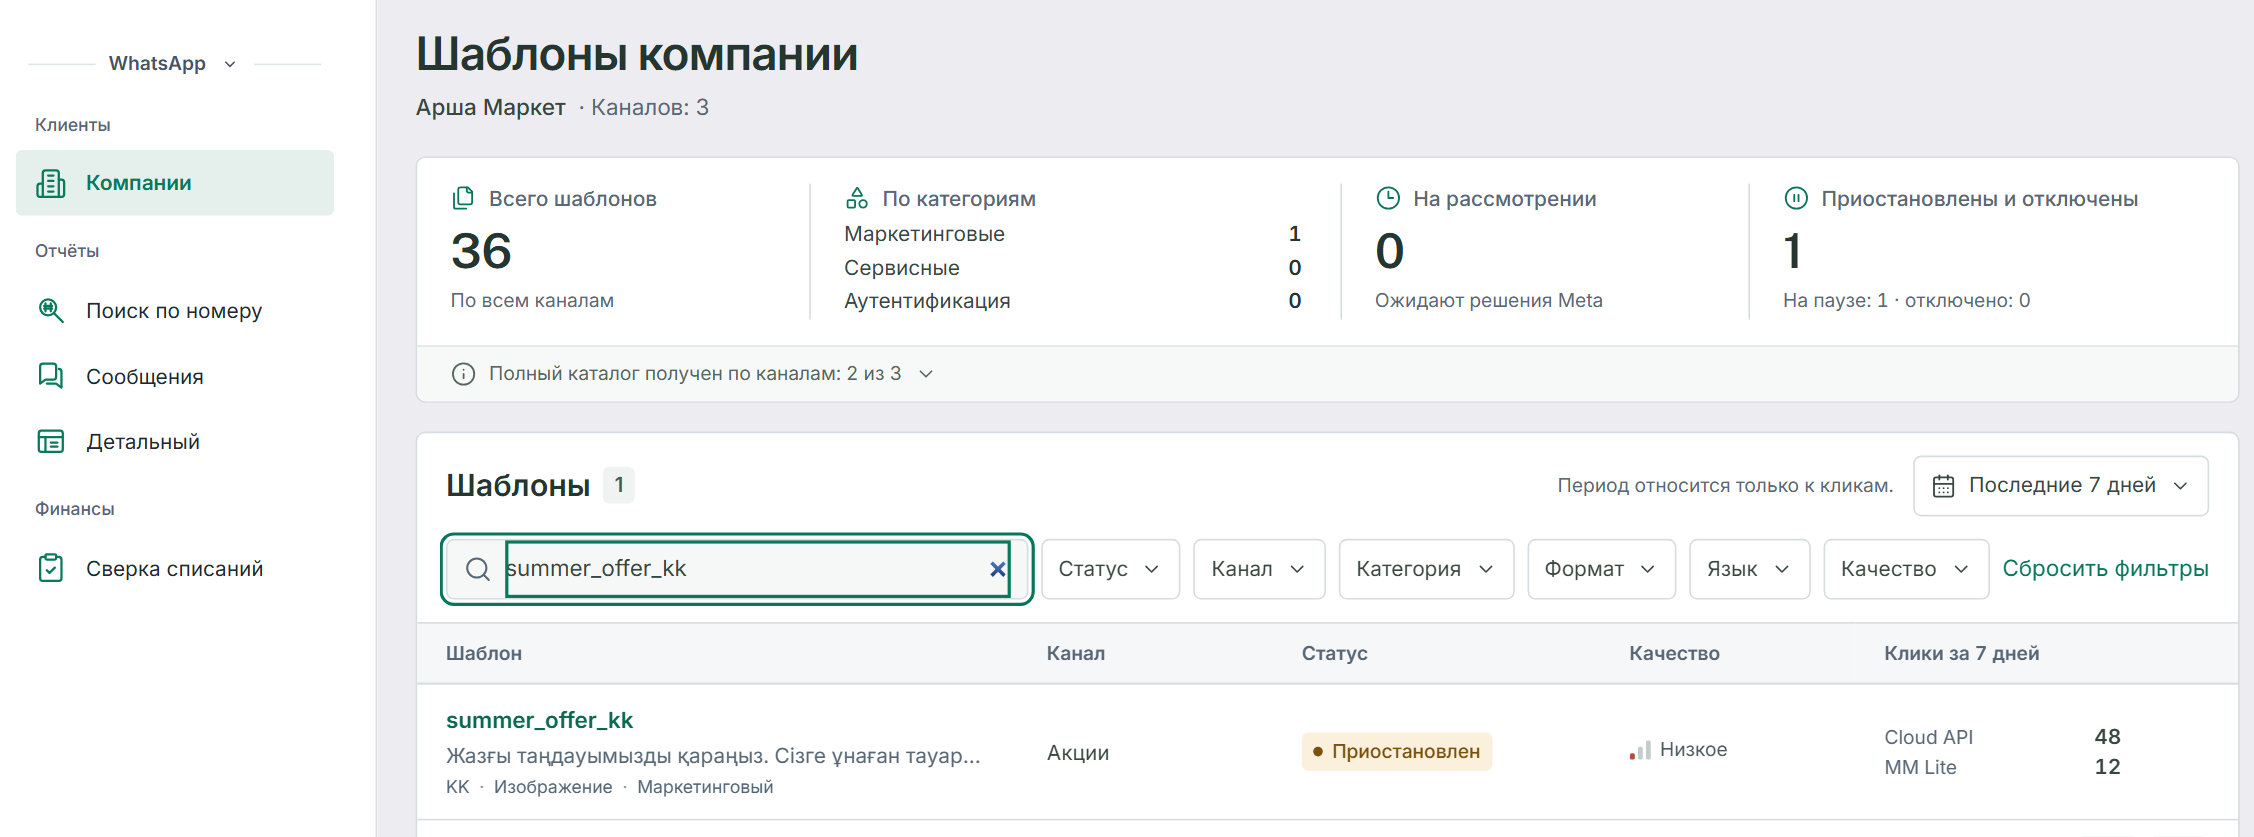 WhatsApp
Клиенты
Компании
Отчёты
Поиск по номеру
Сообщения
Детальный
Финансы
Сверка списаний
Шаблоны компании
Арша Маркет · Каналов: 3
Всего шаблонов
36
По всем каналам
По категориям
Маркетинговые 1
Сервисные 0
Аутентификация 0
На рассмотрении
0
Ожидают решения Meta
Приостановлены и отключены
1
На паузе: 1 · отключено: 0
Полный каталог получен по каналам: 2 из 3
Шаблоны 1
Период относится только к кликам.
Последние 7 дней
summer_offer_kk
Статус
Канал
Категория
Формат
Язык
Качество
Сбросить фильтры
Шаблон Канал Статус Качество Клики за 7 дней
summer_offer_kk
Жазғы таңдауымызды қараңыз. Сізге ұнаған тауар...
KK · Изображение · Маркетинговый
Акции
Приостановлен
Низкое
Cloud API 48
MM Lite 12